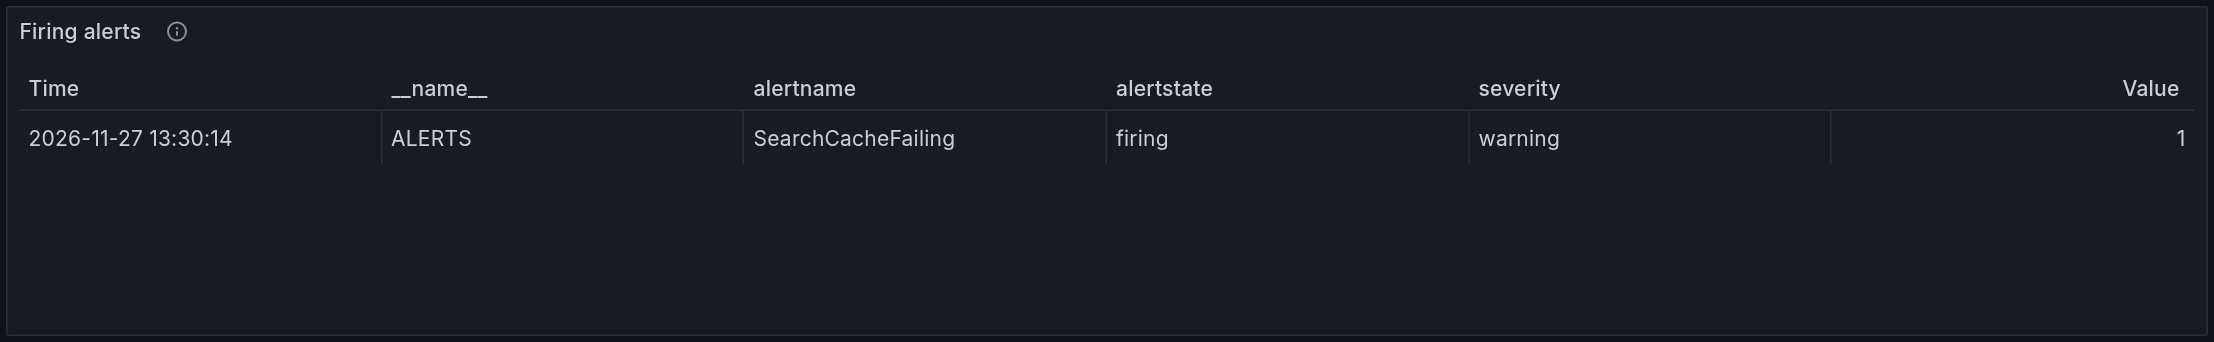 Firing alerts
Time __name__ alertname alertstate severity Value
2026-11-27 13:30:14 ALERTS SearchCacheFailing firing warning 1